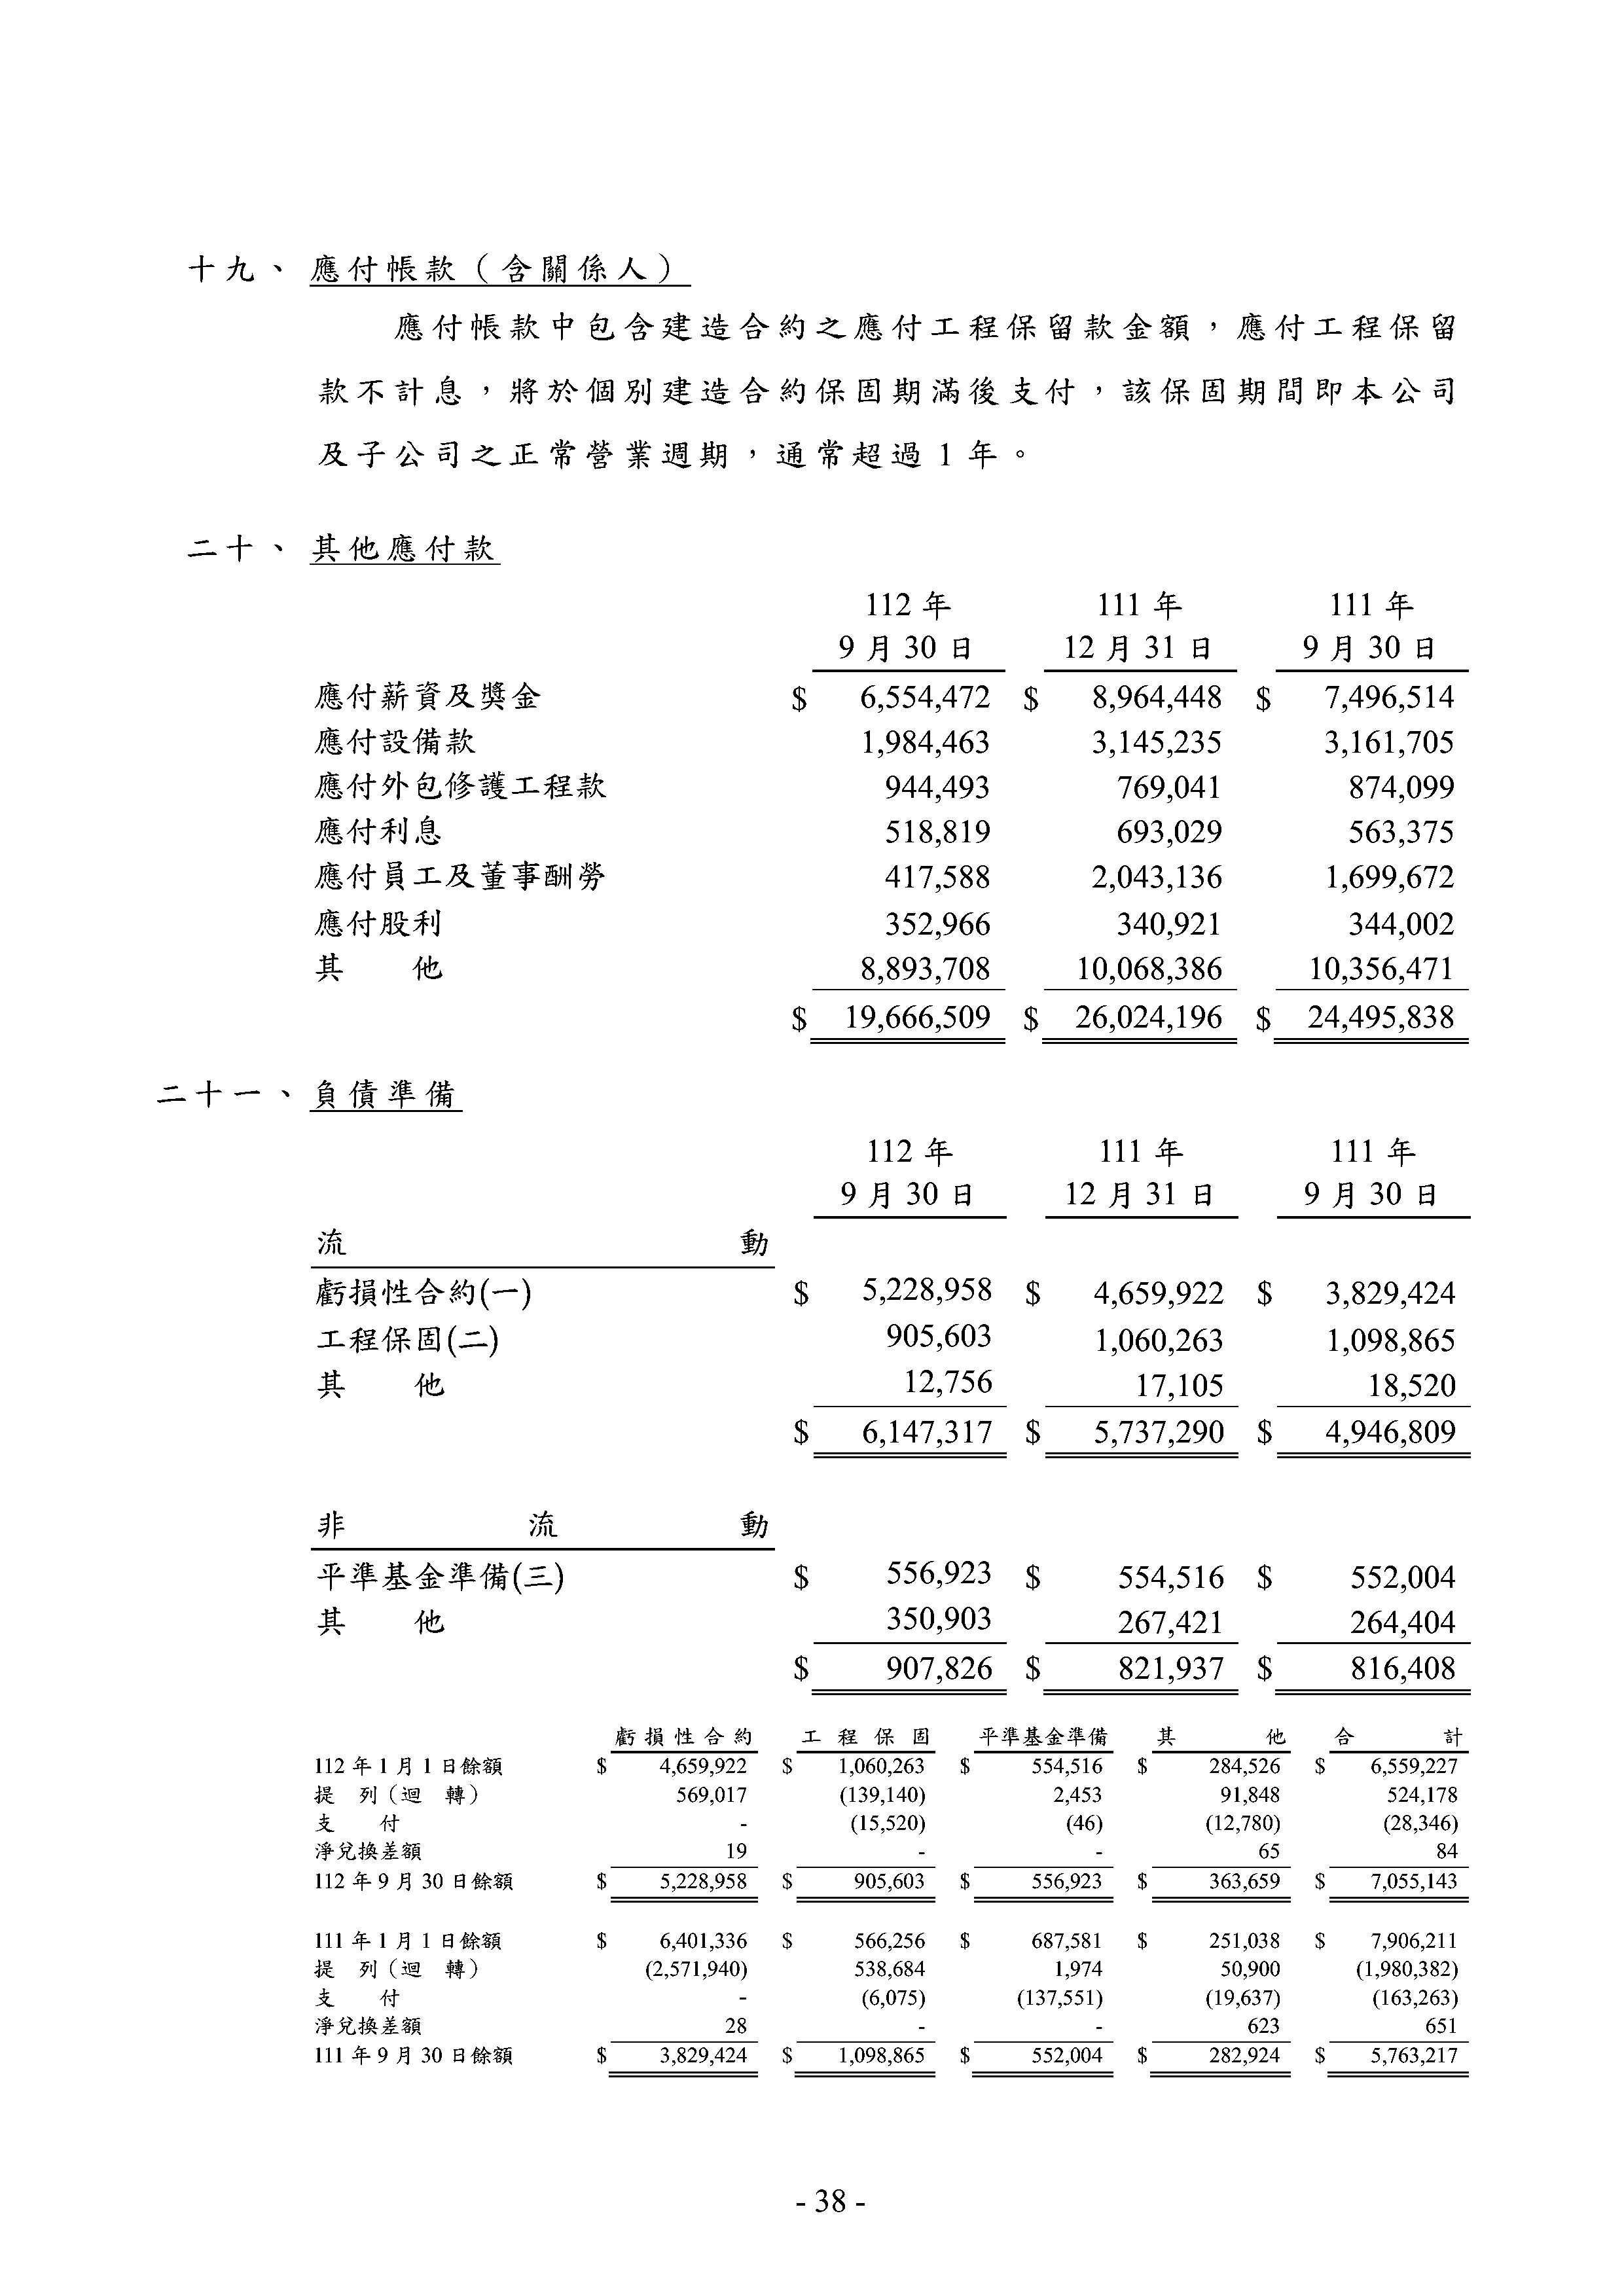 十九、 應付帳款（含關係人）
應付帳款中包含建造合約之應付工程保留款金額，應付工程保留
款不計息，將於個別建造合約保固期滿後支付，該保固期間即本公司
及子公司之正常營業週期，通常超過 1 年。
二十、 其他應付款
112 年 111 年 111 年
9 月 30 日 12 月 31 日 9 月 30 日
應付薪資及獎金 $ 6,554,472 $ 8,964,448 $ 7,496,514
應付設備款 1,984,463 3,145,235 3,161,705
應付外包修護工程款 944,493 769,041 874,099
應付利息 518,819 693,029 563,375
應付員工及董事酬勞 417,588 2,043,136 1,699,672
應付股利 352,966 340,921 344,002
其 他 8,893,708 10,068,386 10,356,471
$ 19,666,509 $ 26,024,196 $ 24,495,838
二十一、 負債準備
112 年 111 年 111 年
9 月 30 日 12 月 31 日 9 月 30 日
流 動
虧損性合約(一) $ 5,228,958 $ 4,659,922 $ 3,829,424
工程保固(二) 905,603 1,060,263 1,098,865
其 他 12,756 17,105 18,520
$ 6,147,317 $ 5,737,290 $ 4,946,809
非 流 動
平準基金準備(三) $ 556,923 $ 554,516 $ 552,004
其 他 350,903 267,421 264,404
$ 907,826 $ 821,937 $ 816,408
虧損性合約 工程保固 平準基金準備 其 他 合 計
112 年 1 月 1 日餘額 $ 4,659,922 $ 1,060,263 $ 554,516 $ 284,526 $ 6,559,227
提 列（迴 轉） 569,017 (139,140) 2,453 91,848 524,178
支 付 - (15,520) (46) (12,780) (28,346)
淨兌換差額 19 - - 65 84
112 年 9 月 30 日餘額 $ 5,228,958 $ 905,603 $ 556,923 $ 363,659 $ 7,055,143
111 年 1 月 1 日餘額 $ 6,401,336 $ 566,256 $ 687,581 $ 251,038 $ 7,906,211
提 列（迴 轉） (2,571,940) 538,684 1,974 50,900 (1,980,382)
支 付 - (6,075) (137,551) (19,637) (163,263)
淨兌換差額 28 - - 623 651
111 年 9 月 30 日餘額 $ 3,829,424 $ 1,098,865 $ 552,004 $ 282,924 $ 5,763,217
- 38 -